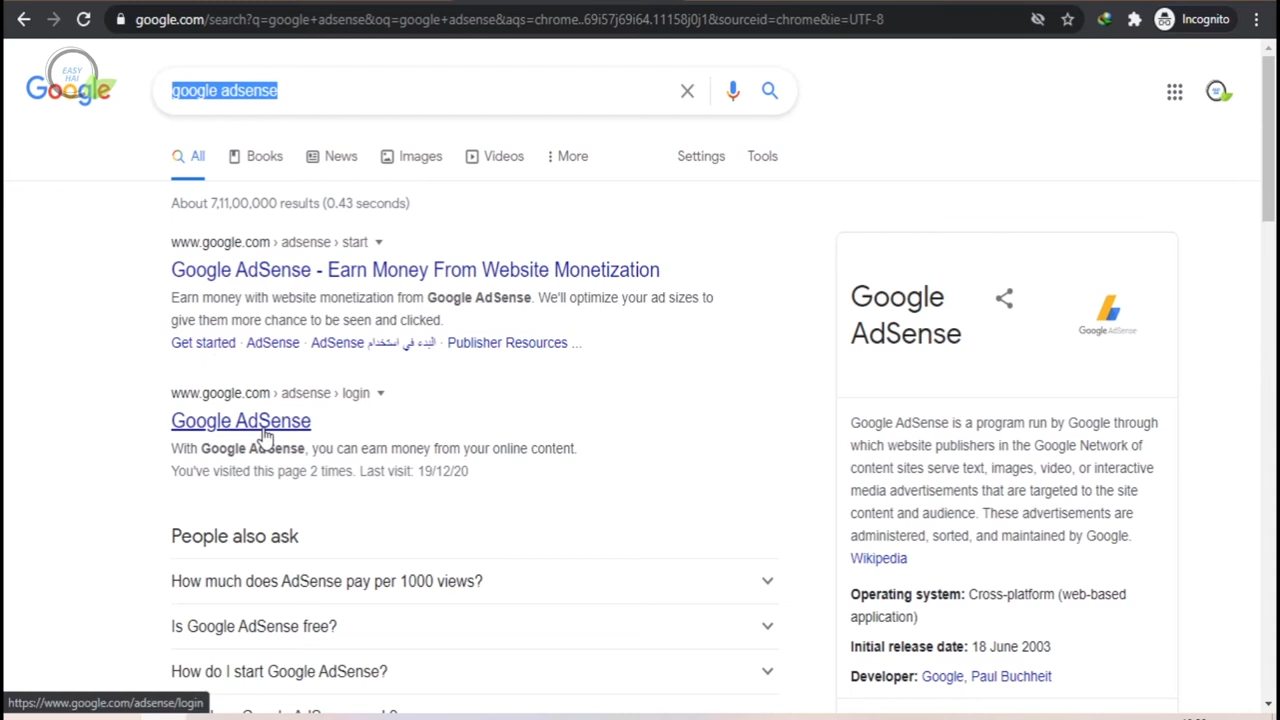 google.com/search?q=google+adsense&oq=google+adsense&aqs=chrome..69i57j69i64.11158j0j1&sourceid=chrome&ie=UTF-8
Incognito
EASY
HAI
Google
google adsense
All
Books
News
Images
Videos
More
Settings
Tools
About 7,11,00,000 results (0.43 seconds)
www.google.com › adsense › start
Google AdSense - Earn Money From Website Monetization
Earn money with website monetization from Google AdSense. We'll optimize your ad sizes to
give them more chance to be seen and clicked.
Get started · AdSense · AdSense البدء في استخدام · Publisher Resources ...
www.google.com › adsense › login
Google AdSense
With Google AdSense, you can earn money from your online content.
You've visited this page 2 times. Last visit: 19/12/20
People also ask
How much does AdSense pay per 1000 views?
Is Google AdSense free?
How do I start Google AdSense?
https://www.google.com/adsense/login
Google
AdSense
Google AdSense
Google AdSense is a program run by Google through
which website publishers in the Google Network of
content sites serve text, images, video, or interactive
media advertisements that are targeted to the site
content and audience. These advertisements are
administered, sorted, and maintained by Google.
Wikipedia
Operating system: Cross-platform (web-based
application)
Initial release date: 18 June 2003
Developer: Google, Paul Buchheit